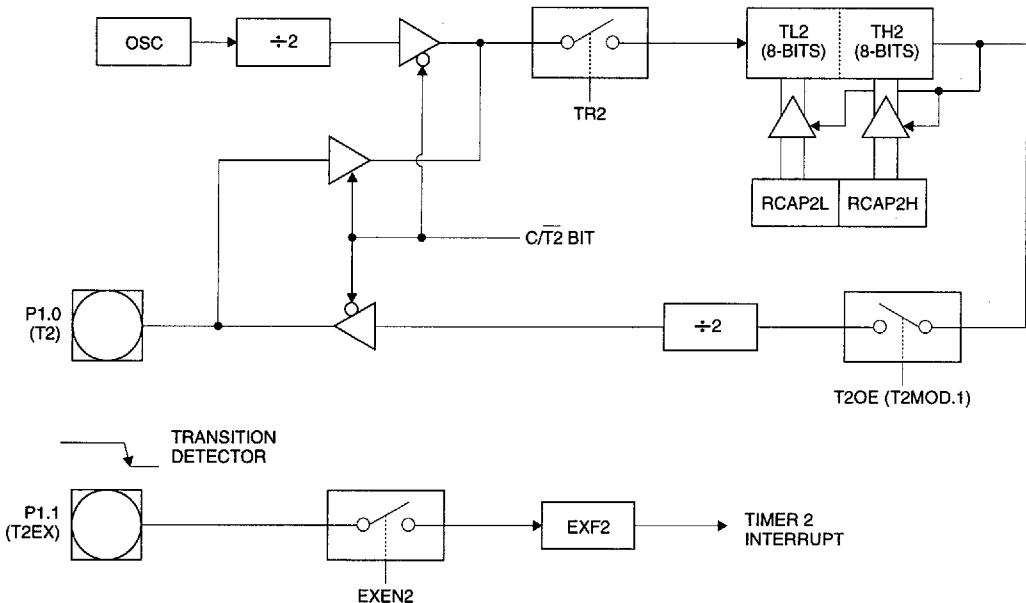 OSC
÷2
TR2
TL2
(8-BITS)
TH2
(8-BITS)
RCAP2L
RCAP2H
C/T̅2̅ BIT
P1.0
(T2)
÷2
T2OE (T2MOD.1)
TRANSITION
DETECTOR
P1.1
(T2EX)
EXEN2
EXF2
TIMER 2
INTERRUPT